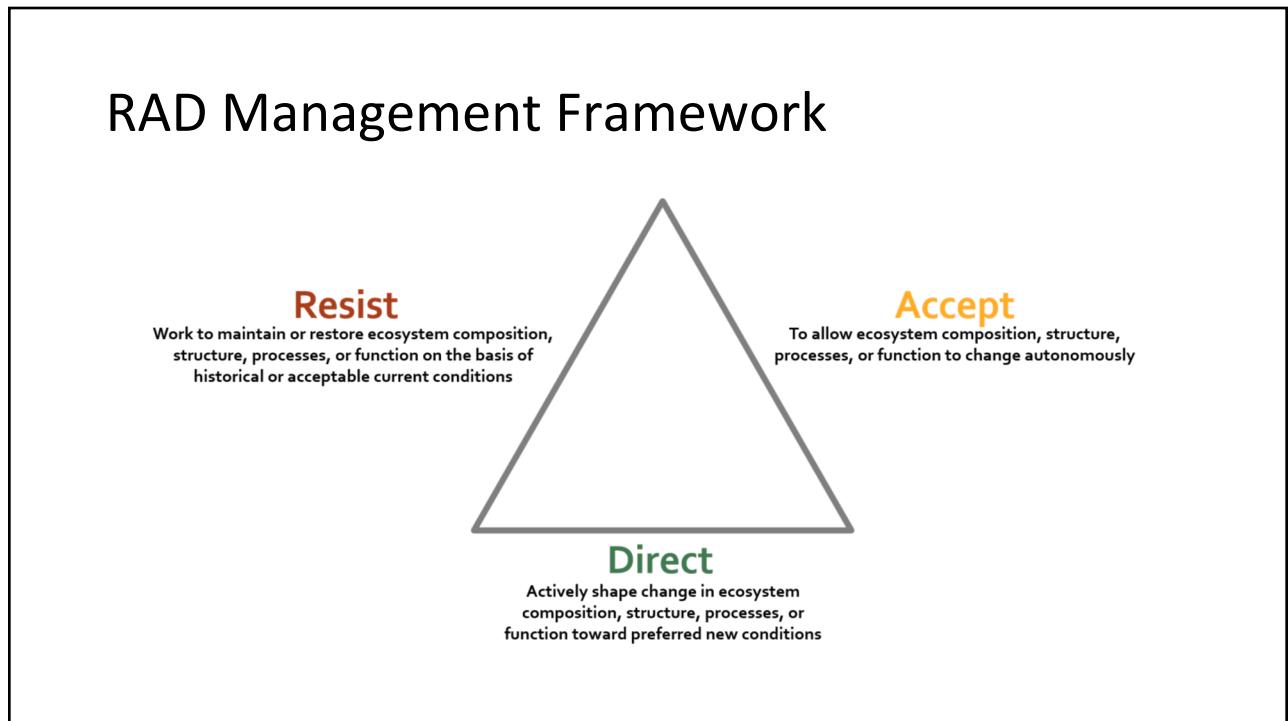 RAD Management Framework
Resist
Work to maintain or restore ecosystem composition,
structure, processes, or function on the basis of
historical or acceptable current conditions
Accept
To allow ecosystem composition, structure,
processes, or function to change autonomously
Direct
Actively shape change in ecosystem
composition, structure, processes, or
function toward preferred new conditions